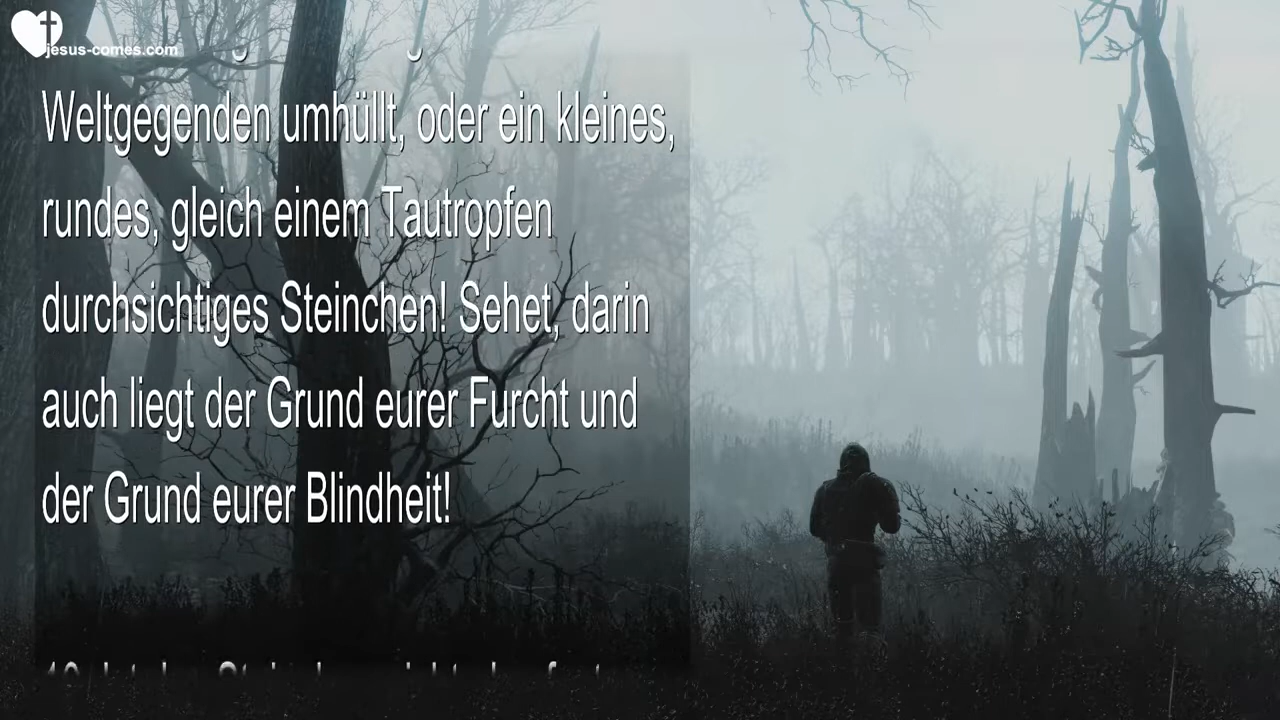 jesus-comes.com
Weltgegenden umhüllt, oder ein kleines,
rundes, gleich einem Tautropfen
durchsichtiges Steinchen! Sehet, darin
auch liegt der Grund eurer Furcht und
der Grund eurer Blindheit!